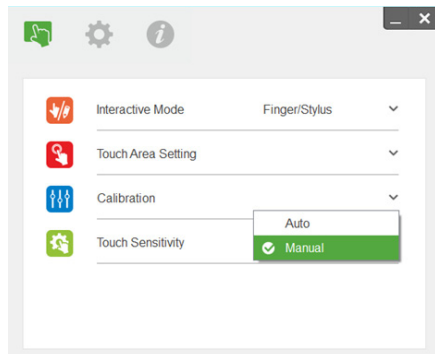 Interactive Mode Finger/Stylus
Touch Area Setting
Calibration
Auto
Touch Sensitivity
Manual